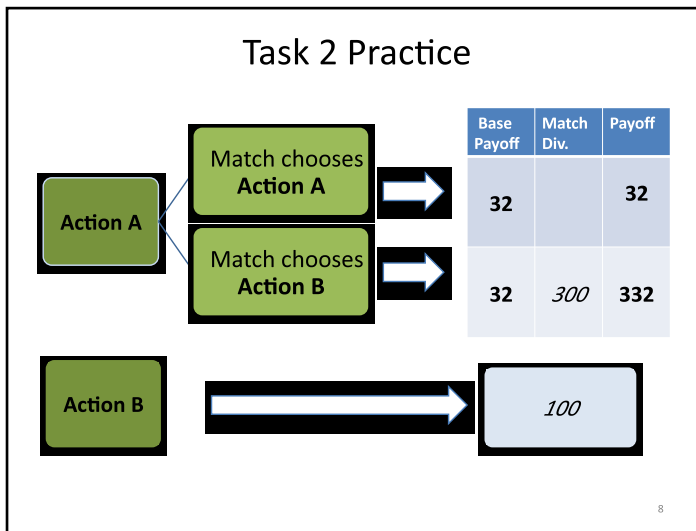 Task 2 Practice
Base Match Payoff
Payoff Div.
Match chooses
Action A
32 32
Action A
Match chooses
Action B
32 300 332
Action B
100
8